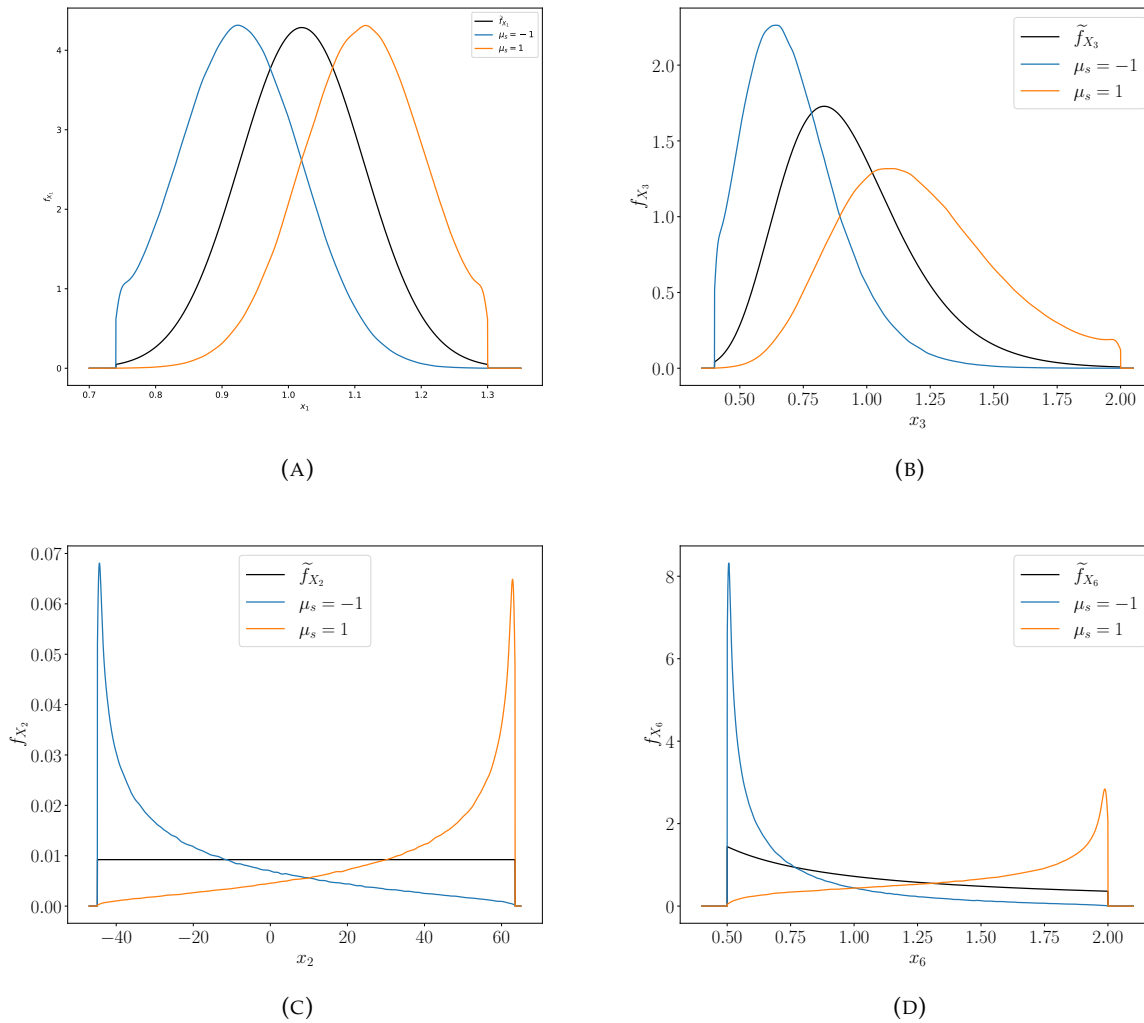 f̃_{X_1}
μ_s = −1
μ_s = 1
4
3
2
1
0
f_{X_1}
0.7 0.8 0.9 1.0 1.1 1.2 1.3
x_1
(A)
f̃_{X_3}
μ_s = −1
μ_s = 1
2.0
1.5
1.0
0.5
0.0
f_{X_3}
0.50 0.75 1.00 1.25 1.50 1.75 2.00
x_3
(B)
f̃_{X_2}
μ_s = −1
μ_s = 1
0.07
0.06
0.05
0.04
0.03
0.02
0.01
0.00
f_{X_2}
−40 −20 0 20 40 60
x_2
(C)
f̃_{X_6}
μ_s = −1
μ_s = 1
8
6
4
2
0
f_{X_6}
0.50 0.75 1.00 1.25 1.50 1.75 2.00
x_6
(D)